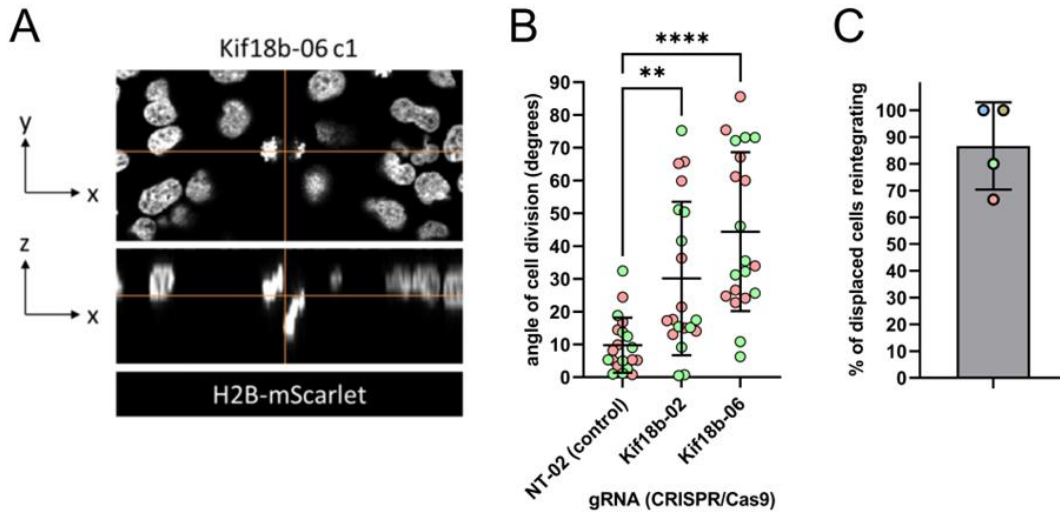 A
Kif18b-06 c1
y
x
z
x
H2B-mScarlet
B
****
**
angle of cell division (degrees)
90
80
70
60
50
40
30
20
10
0
NT-02 (control)
Kif18b-02
Kif18b-06
gRNA (CRISPR/Cas9)
C
% of displaced cells reintegrating
100
90
80
70
60
50
40
30
20
10
0